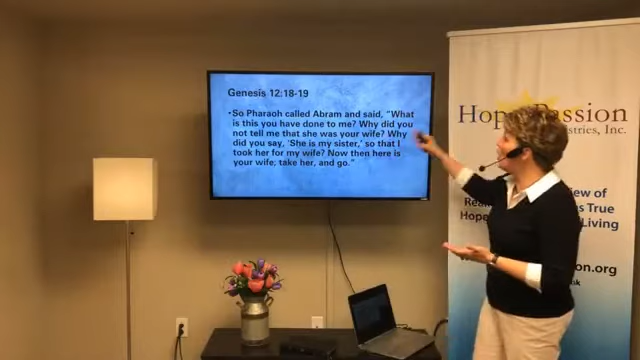 Genesis 12:18-19
•So Pharaoh called Abram and said, "What
is this you have done to me? Why did you
not tell me that she was your wife? Why
did you say, 'She is my sister,' so that I
took her for my wife? Now then here is
your wife; take her, and go."
Hope Passion
istries, Inc.
ew of
s True
Hope
Living
on.org